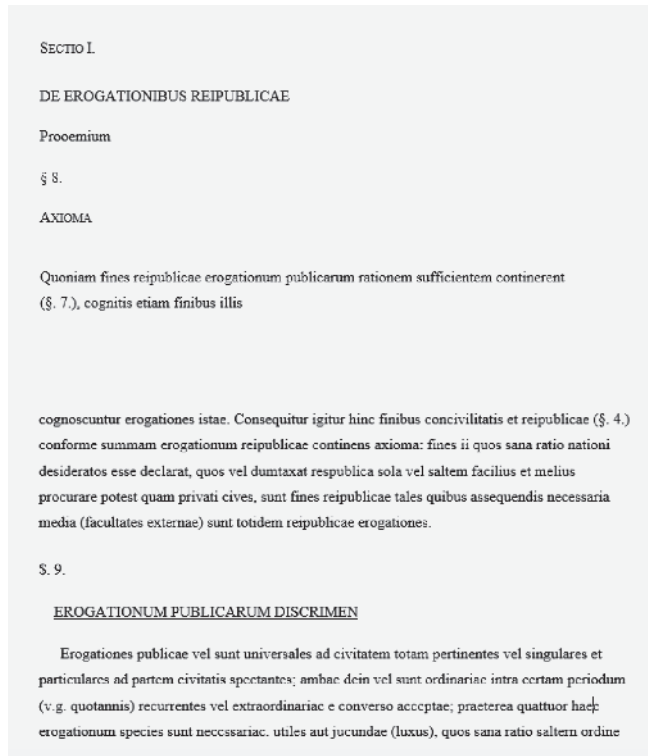 SECTIO I.
DE EROGATIONIBUS REIPUBLICAE
Prooemium
§ 8.
AXIOMA
Quoniam fines reipublicae erogationum publicarum rationem sufficientem continerent
(§. 7.), cognitis etiam finibus illis
cognoscuntur erogationes istae. Consequitur igitur hinc finibus concivilitatis et reipublicae (§. 4.)
conforme summam erogationum reipublicae continens axioma: fines ii quos sana ratio nationi
desideratos esse declarat, quos vel dumtaxat respublica sola vel saltem facilius et melius
procurare potest quam privati cives, sunt fines reipublicae tales quibus assequendis necessaria
media (facultates externae) sunt totidem reipublicae erogationes.
S. 9.
EROGATIONUM PUBLICARUM DISCRIMEN
Erogationes publicae vel sunt universales ad civitatem totam pertinentes vel singulares et
particulares ad partem civitatis spectantes; ambae dein vel sunt ordinariae intra certam periodum
(v.g. quotannis) recurrentes vel extraordinariae e converso acceptae; praeterea quattuor haec
erogationum species sunt necessariae, utiles aut jucundae (luxus), quos sana ratio saltern ordine